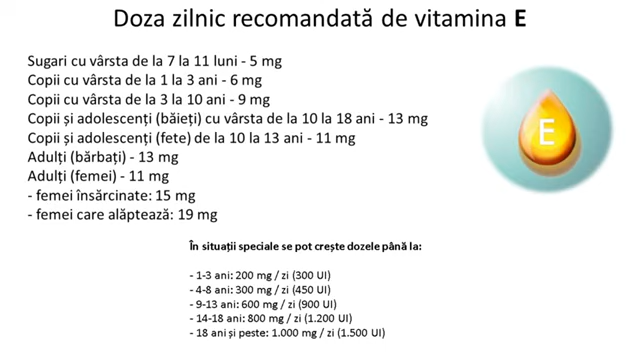 Doza zilnic recomandată de vitamina E
Sugari cu vârsta de la 7 la 11 luni - 5 mg
Copii cu vârsta de la 1 la 3 ani - 6 mg
Copii cu vârsta de la 3 la 10 ani - 9 mg
Copii și adolescenți (băieți) cu vârsta de la 10 la 18 ani - 13 mg
Copii și adolescenți (fete) de la 10 la 13 ani - 11 mg
Adulți (bărbați) - 13 mg
Adulți (femei) - 11 mg
- femei însărcinate: 15 mg
- femei care alăptează: 19 mg
E
În situații speciale se pot crește dozele până la:
- 1-3 ani: 200 mg / zi (300 UI)
- 4-8 ani: 300 mg / zi (450 UI)
- 9-13 ani: 600 mg / zi (900 UI)
- 14-18 ani: 800 mg / zi (1.200 UI)
- 18 ani și peste: 1.000 mg / zi (1.500 UI)